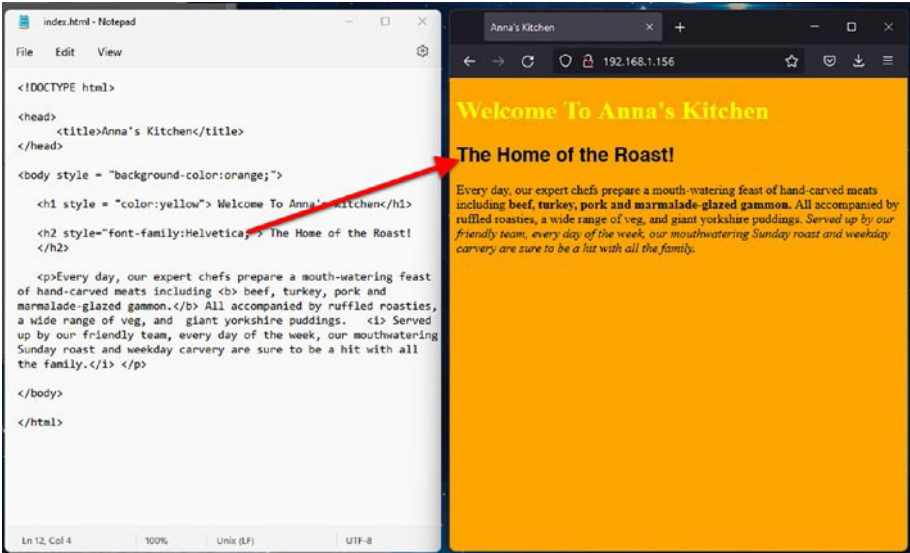 index.html - Notepad
File Edit View
<!DOCTYPE html>
<head>
<title>Anna's Kitchen</title>
</head>
<body style = "background-color:orange;">
<h1 style = "color:yellow"> Welcome To Anna's Kitchen</h1>
<h2 style="font-family:Helvetica;"> The Home of the Roast!
</h2>
<p>Every day, our expert chefs prepare a mouth-watering feast
of hand-carved meats including <b> beef, turkey, pork and
marmalade-glazed gammon.</b> All accompanied by ruffled roasties,
a wide range of veg, and giant yorkshire puddings. <i> Served
up by our friendly team, every day of the week, our mouthwatering
Sunday roast and weekday carvery are sure to be a hit with all
the family.</i> </p>
</body>
</html>
Ln 12, Col 4 100% Unix (LF) UTF-8
Anna's Kitchen
192.168.1.156
Welcome To Anna's Kitchen
The Home of the Roast!
Every day, our expert chefs prepare a mouth-watering feast of hand-carved meats
including beef, turkey, pork and marmalade-glazed gammon. All accompanied by
ruffled roasties, a wide range of veg, and giant yorkshire puddings. Served up by our
friendly team, every day of the week, our mouthwatering Sunday roast and weekday
carvery are sure to be a hit with all the family.